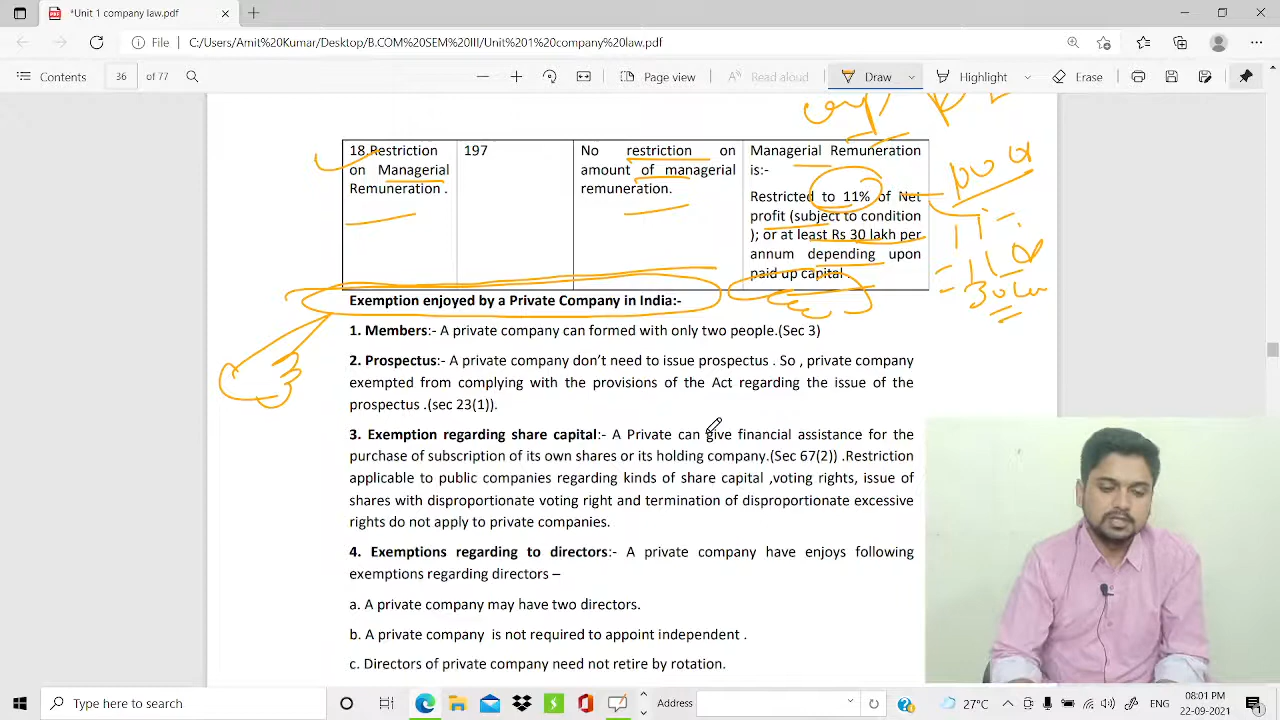 *Unit 1 company law.pdf
File
C:/Users/Amit Kumar/Desktop/B.COM SEM III/Unit%201%20company%20law.pdf
Contents
36 of 77
Page view
Read aloud
Draw
Highlight
Erase
18.Restriction on Managerial Remuneration .
197
No restriction on amount of managerial remuneration.
Managerial Remuneration is:-
Restricted to 11% of Net profit (subject to condition ); or at least Rs 30 lakh per annum depending upon paid up capital .
Exemption enjoyed by a Private Company in India:-
1. Members:- A private company can formed with only two people.(Sec 3)
2. Prospectus:- A private company don't need to issue prospectus . So , private company
exempted from complying with the provisions of the Act regarding the issue of the
prospectus .(sec 23(1)).
3. Exemption regarding share capital:- A Private can give financial assistance for the
purchase of subscription of its own shares or its holding company.(Sec 67(2)) .Restriction
applicable to public companies regarding kinds of share capital ,voting rights, issue of
shares with disproportionate voting right and termination of disproportionate excessive
rights do not apply to private companies.
4. Exemptions regarding to directors:- A private company have enjoys following
exemptions regarding directors –
a. A private company may have two directors.
b. A private company is not required to appoint independent .
c. Directors of private company need not retire by rotation.
Type here to search
Address
27°C
ENG
08:01 PM
22-09-2021